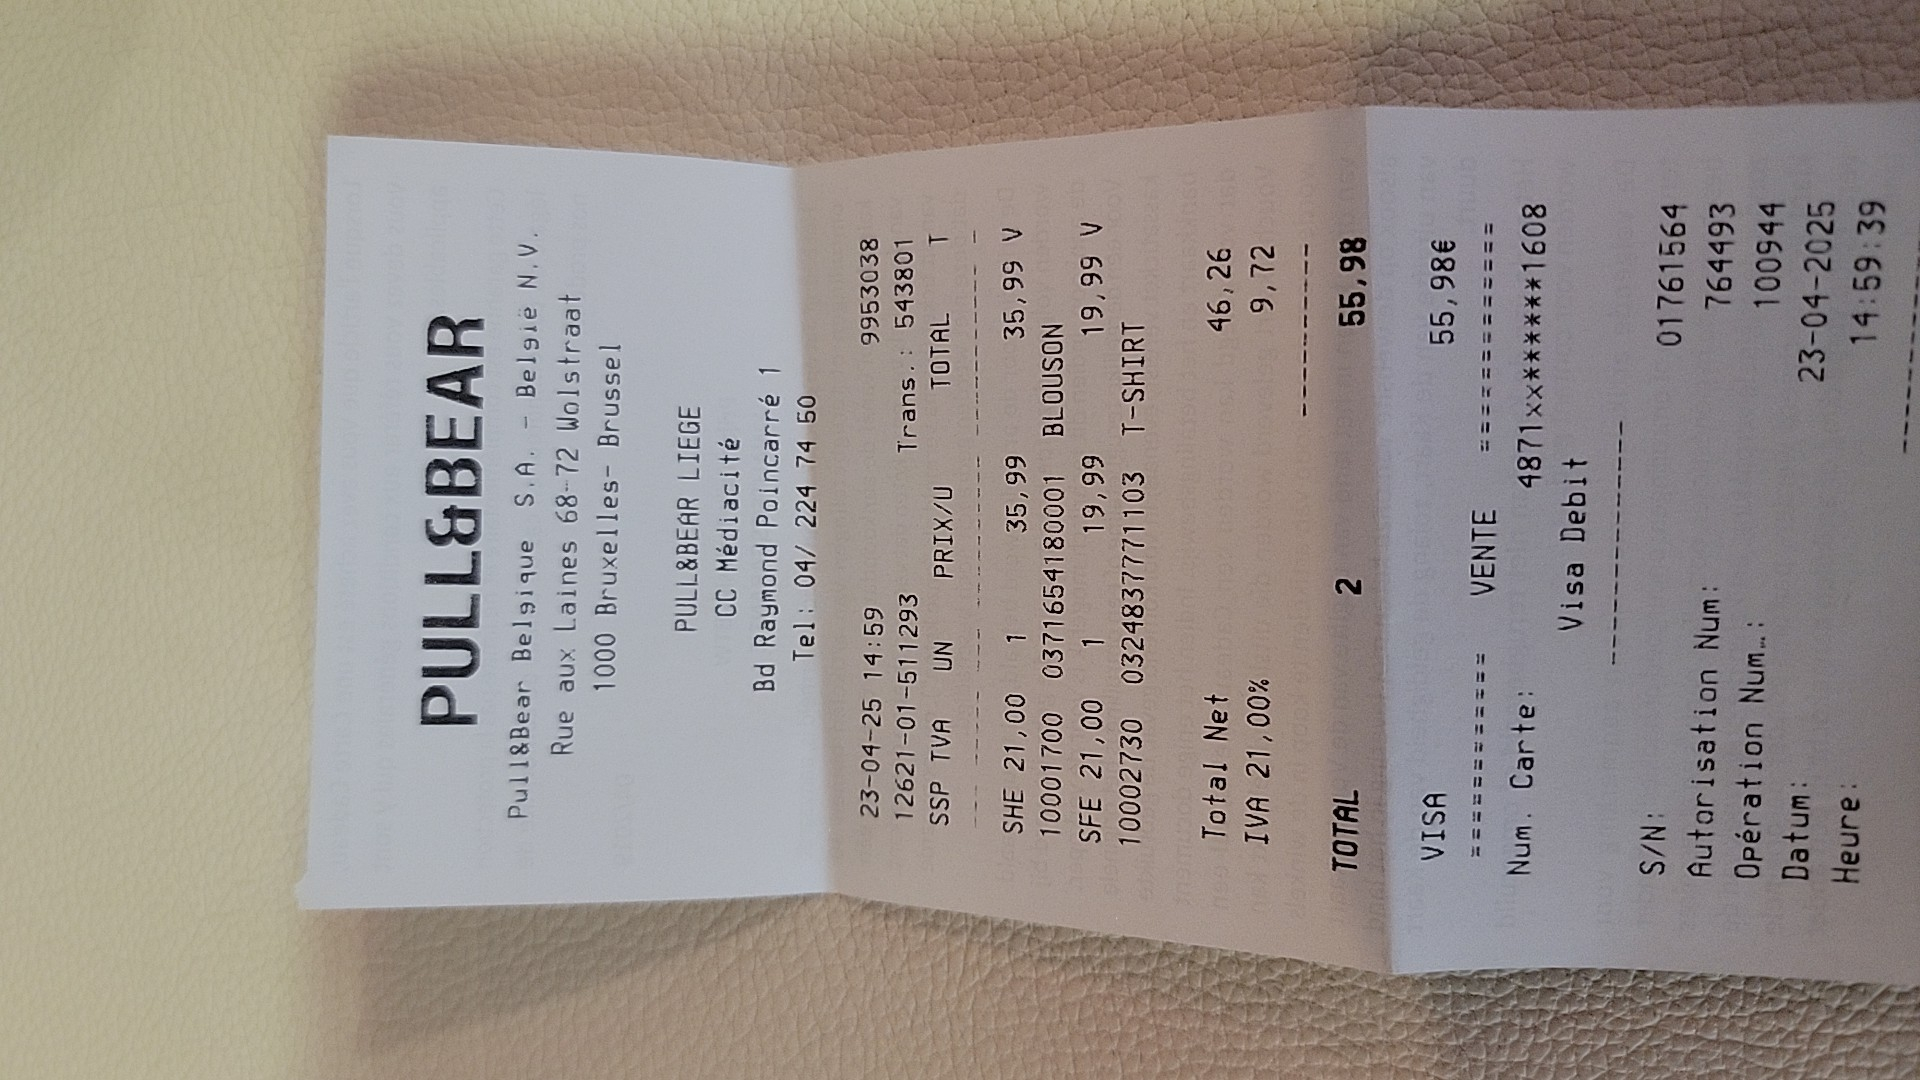 PULL&BEAR
Pull&Bear Belgique S.A. - België N.V.
Rue aux Laines 68-72 Wolstraat
1000 Bruxelles- Brussel
PULL&BEAR LIEGE
CC Médiacité
Bd Raymond Poincarré 1
Tel: 04/ 224 74 50
23-04-25 14:59 9953038
12621-01-511293 Trans.: 543801
SSP TVA UN PRIX/U TOTAL T
SHE 21,00 1 35,99 35,99 V
10001700 0371654180001 BLOUSON
SFE 21,00 1 19,99 19,99 V
10002730 03248377711103 T-SHIRT
Total Net 46,26
IVA 21,00% 9,72
----------
TOTAL 2 55,98
VISA 55,98€
============ VENTE =============
Num. Carte: 4871xx******1608
Visa Debit
----------------
S/N: 01761564
Autorisation Num: 764493
Opération Num..: 100944
Datum: 23-04-2025
Heure: 14:59:39